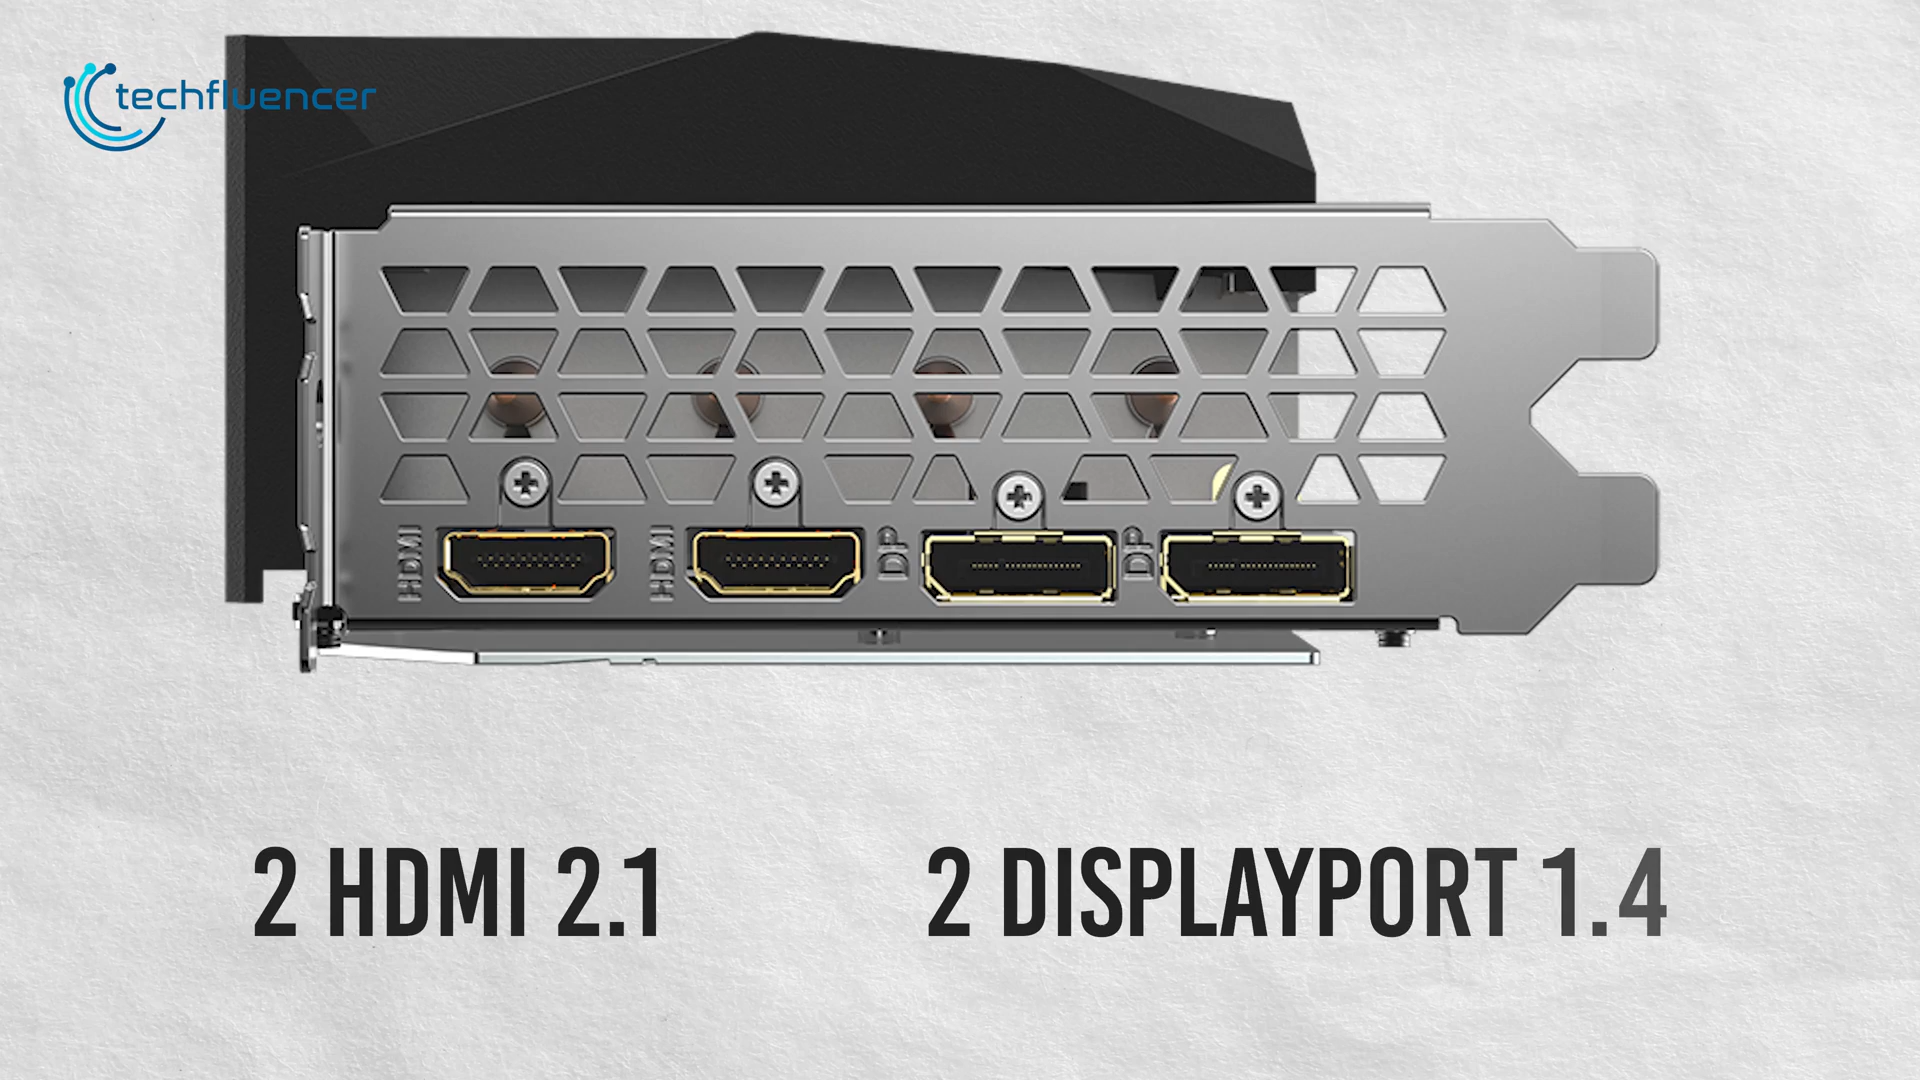 techfluencer
HDMI
HDMI
DP
DP
2 HDMI 2.1
2 DISPLAYPORT 1.4